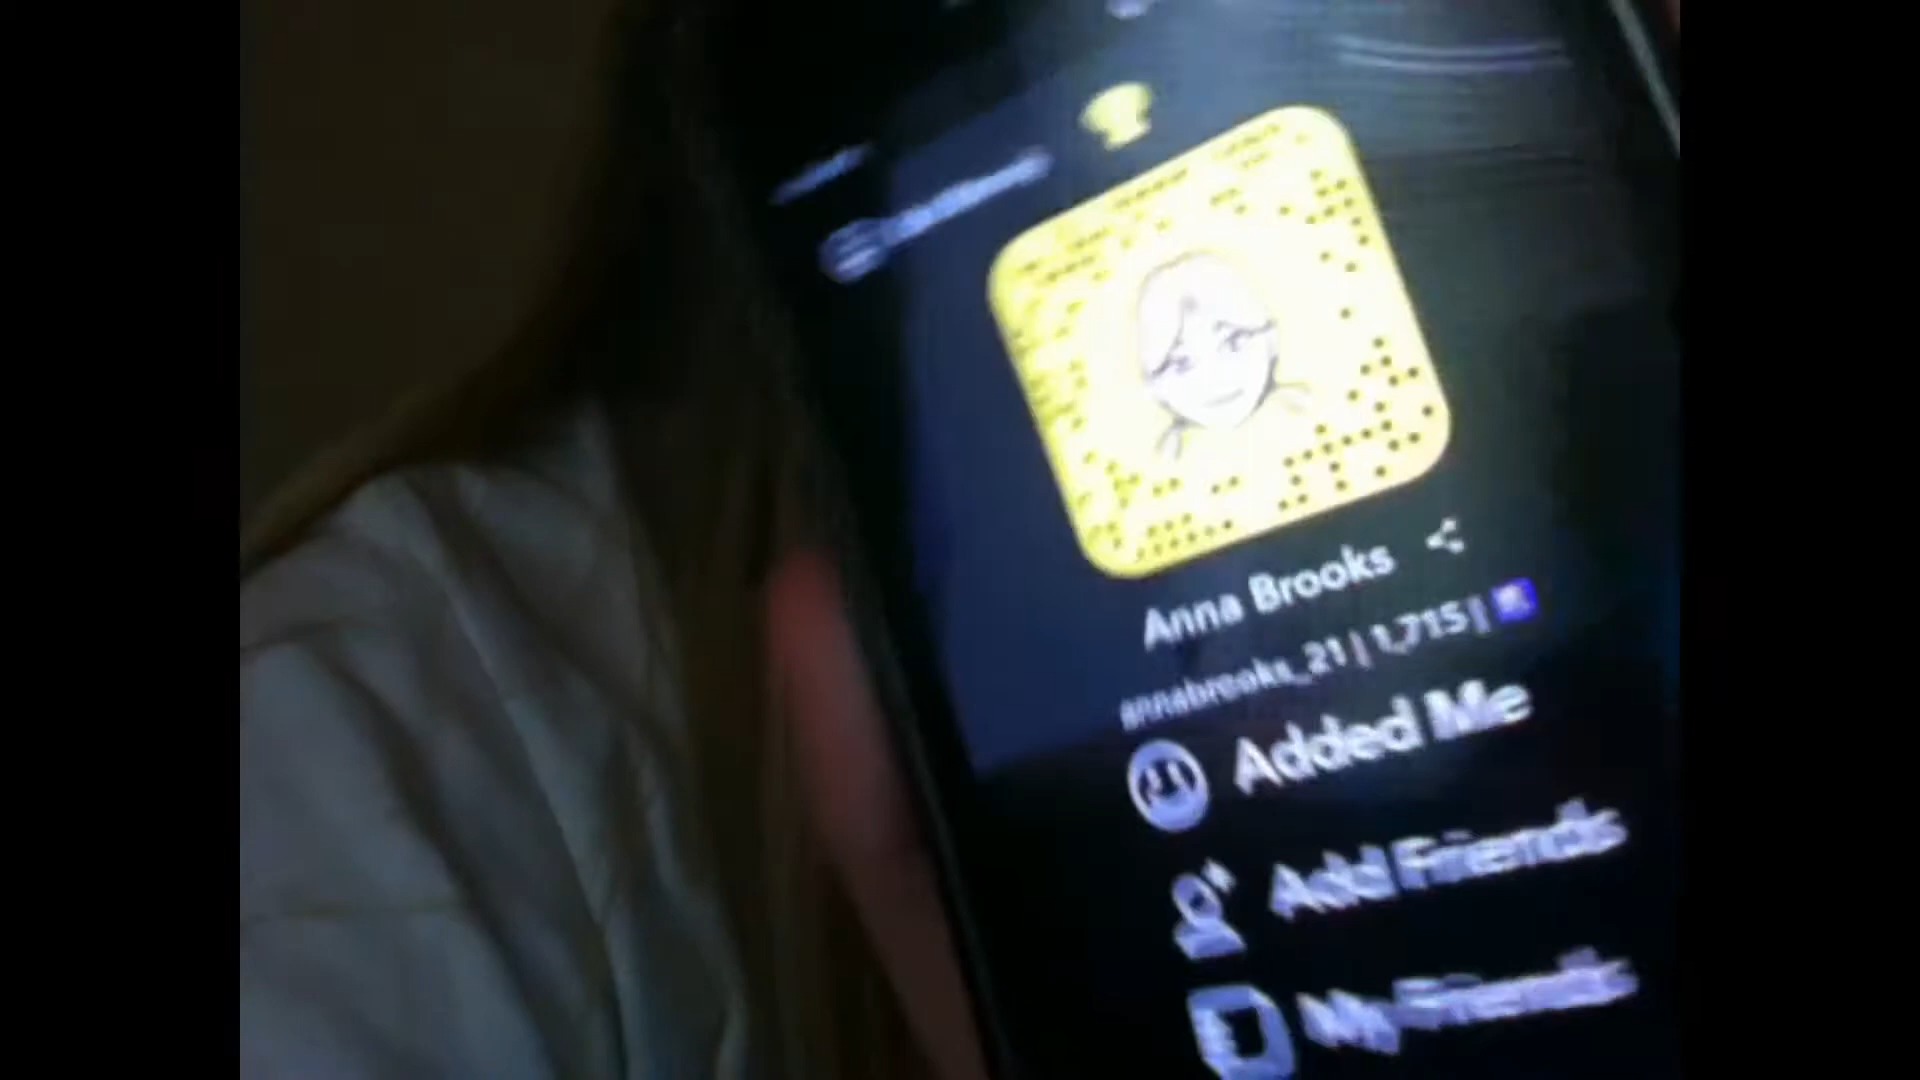 Anna Brooks
annabrooks_21 | 1,715 |
Added Me
Add Friends
My Friends